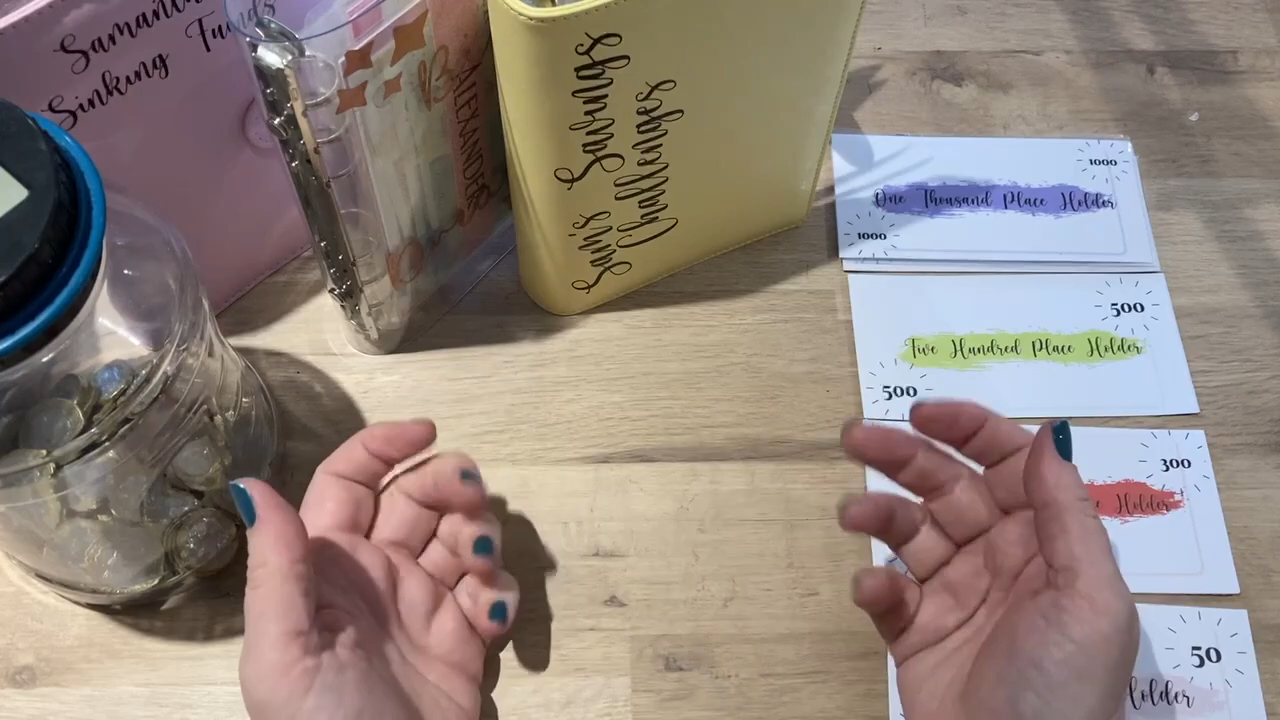 Samantha
Sinking Funds
ALEXANDER
Sam's Savings
Challenges
1000
One Thousand Place Holder
1000
500
Five Hundred Place Holder
500
300
Holder
50
Holder